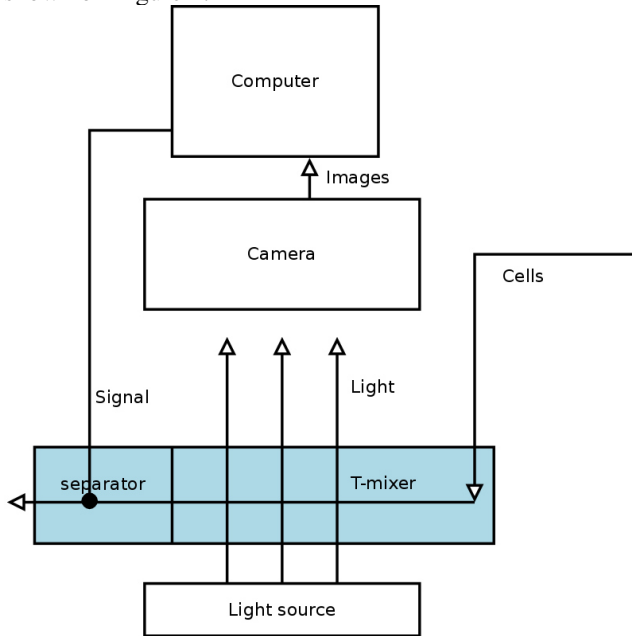 Computer
Images
Camera
Cells
Light
Signal
separator
T-mixer
Light source